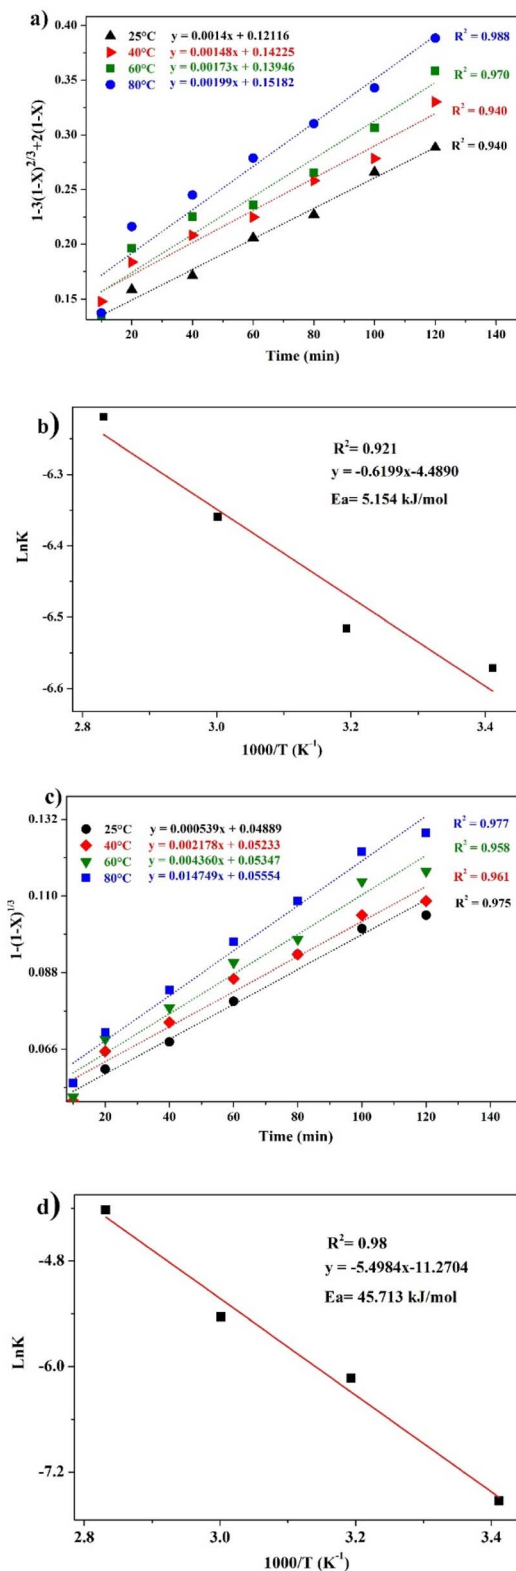 a)
25°C y = 0.0014x + 0.12116
40°C y = 0.00148x + 0.14225
60°C y = 0.00173x + 0.13946
80°C y = 0.00199x + 0.15182
R² = 0.988
R² = 0.970
R² = 0.940
R² = 0.940
1-3(1-X)^2/3+2(1-X)
0.40
0.35
0.30
0.25
0.20
0.15
20 40 60 80 100 120 140
Time (min)
b)
R²= 0.921
y = -0.6199x-4.4890
Ea= 5.154 kJ/mol
LnK
-6.3
-6.4
-6.5
-6.6
2.8 3.0 3.2 3.4
1000/T (K⁻¹)
c)
25°C y = 0.000539x + 0.04889
40°C y = 0.002178x + 0.05233
60°C y = 0.004360x + 0.05347
80°C y = 0.014749x + 0.05554
R² = 0.977
R² = 0.958
R² = 0.961
R² = 0.975
1-(1-X)^1/3
0.132
0.110
0.088
0.066
20 40 60 80 100 120 140
Time (min)
d)
R²= 0.98
y = -5.4984x-11.2704
Ea= 45.713 kJ/mol
LnK
-4.8
-6.0
-7.2
2.8 3.0 3.2 3.4
1000/T (K⁻¹)